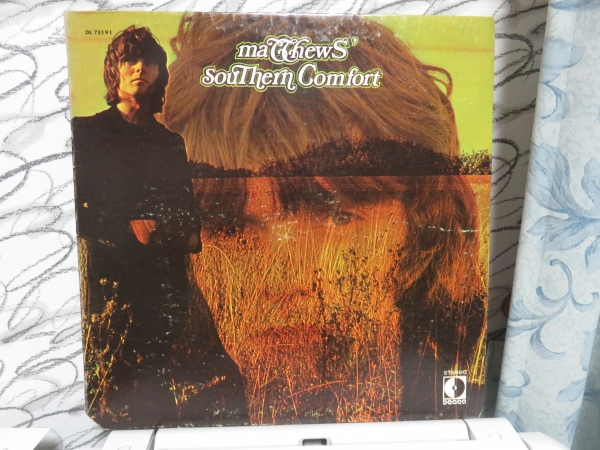 DL 75191
maTThewS'
souThern Comfort
STEREO
DECCA